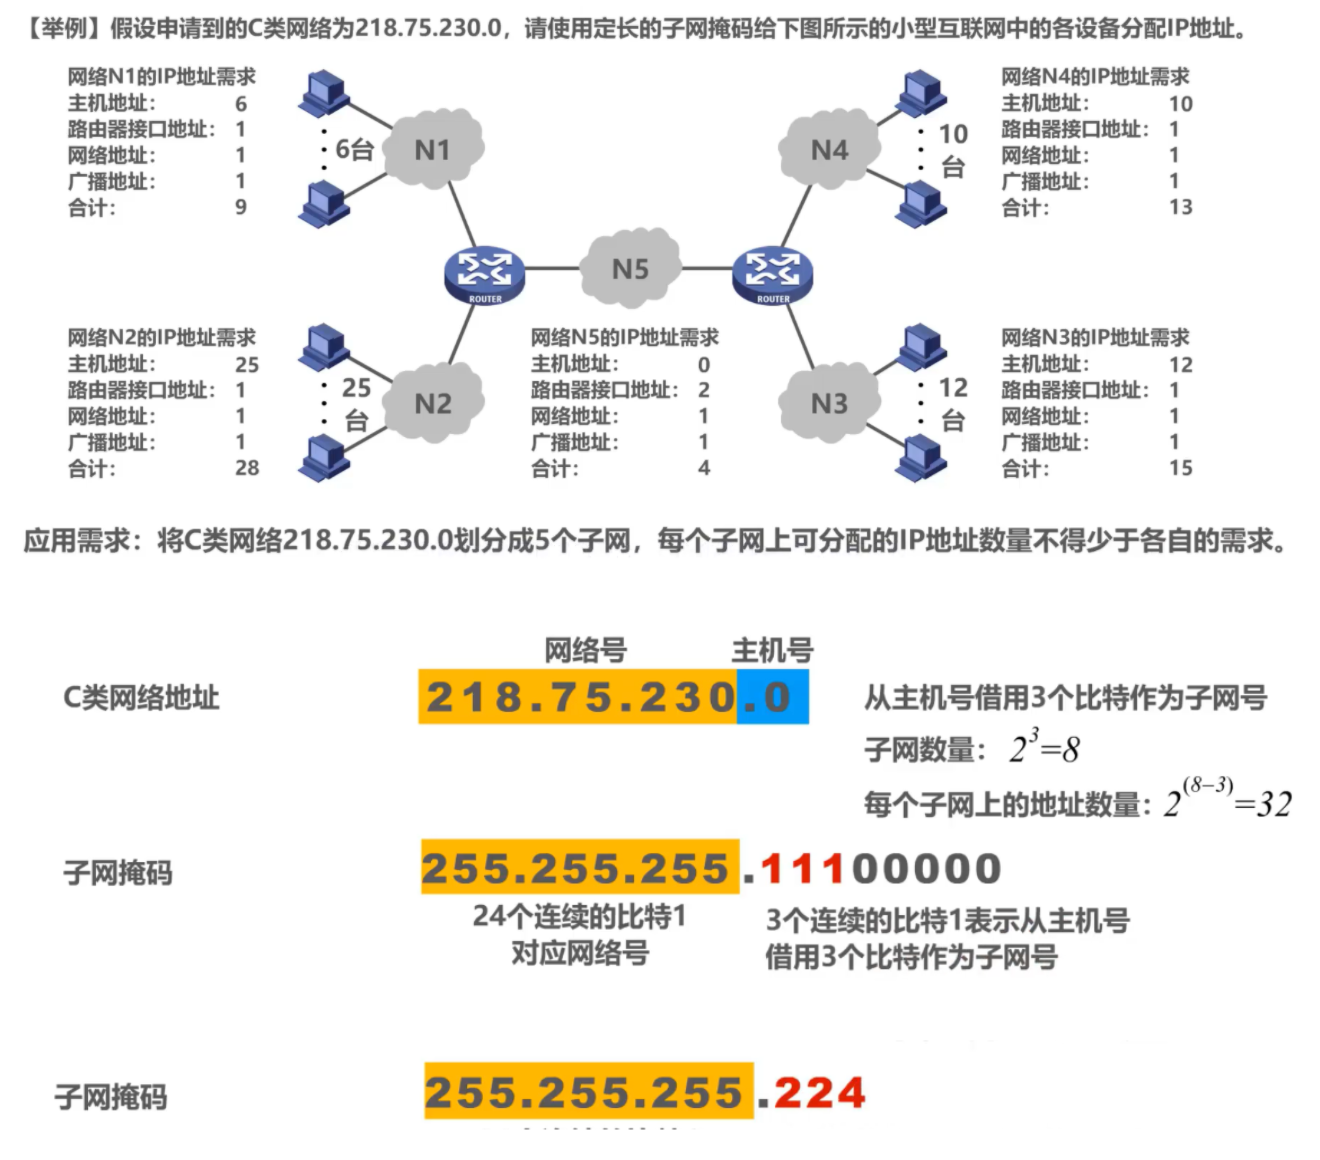 【举例】假设申请到的C类网络为218.75.230.0，请使用定长的子网掩码给下图所示的小型互联网中的各设备分配IP地址。
网络N1的IP地址需求
主机地址： 6
路由器接口地址： 1
网络地址： 1
广播地址： 1
合计： 9
6台
N1
N4
10
台
网络N4的IP地址需求
主机地址： 10
路由器接口地址： 1
网络地址： 1
广播地址： 1
合计： 13
ROUTER
N5
ROUTER
网络N2的IP地址需求
主机地址： 25
路由器接口地址： 1
网络地址： 1
广播地址： 1
合计： 28
25
台
N2
网络N5的IP地址需求
主机地址： 0
路由器接口地址： 2
网络地址： 1
广播地址： 1
合计： 4
N3
12
台
网络N3的IP地址需求
主机地址： 12
路由器接口地址： 1
网络地址： 1
广播地址： 1
合计： 15
应用需求：将C类网络218.75.230.0划分成5个子网，每个子网上可分配的IP地址数量不得少于各自的需求。
网络号 主机号
C类网络地址 218.75.230.0
从主机号借用3个比特作为子网号
子网数量： 2^3=8
每个子网上的地址数量： 2^(8–3)=32
子网掩码 255.255.255.11100000
24个连续的比特1
对应网络号
3个连续的比特1表示从主机号
借用3个比特作为子网号
子网掩码 255.255.255.224